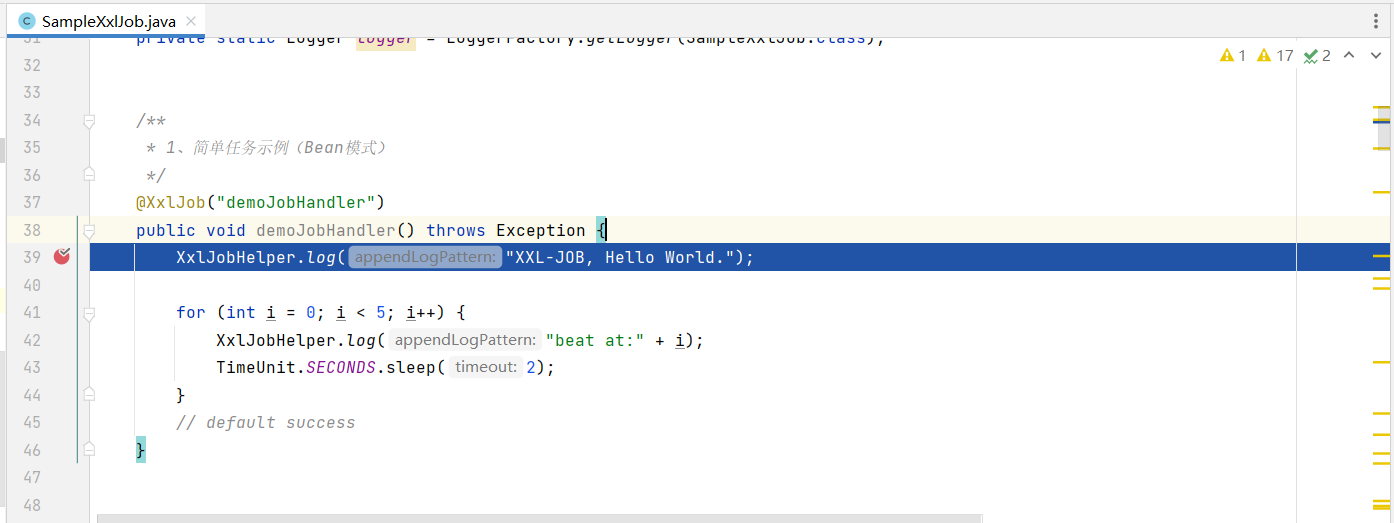 SampleXxlJob.java
31 private static Logger logger = LoggerFactory.getLogger(SampleXxlJob.class);
1 17 2
32
33
34 /**
35 * 1、简单任务示例（Bean模式）
36 */
37 @XxlJob("demoJobHandler")
38 public void demoJobHandler() throws Exception {
39 XxlJobHelper.log( appendLogPattern: "XXL-JOB, Hello World.");
40
41 for (int i = 0; i < 5; i++) {
42 XxlJobHelper.log( appendLogPattern: "beat at:" + i);
43 TimeUnit.SECONDS.sleep( timeout: 2);
44 }
45 // default success
46 }
47
48